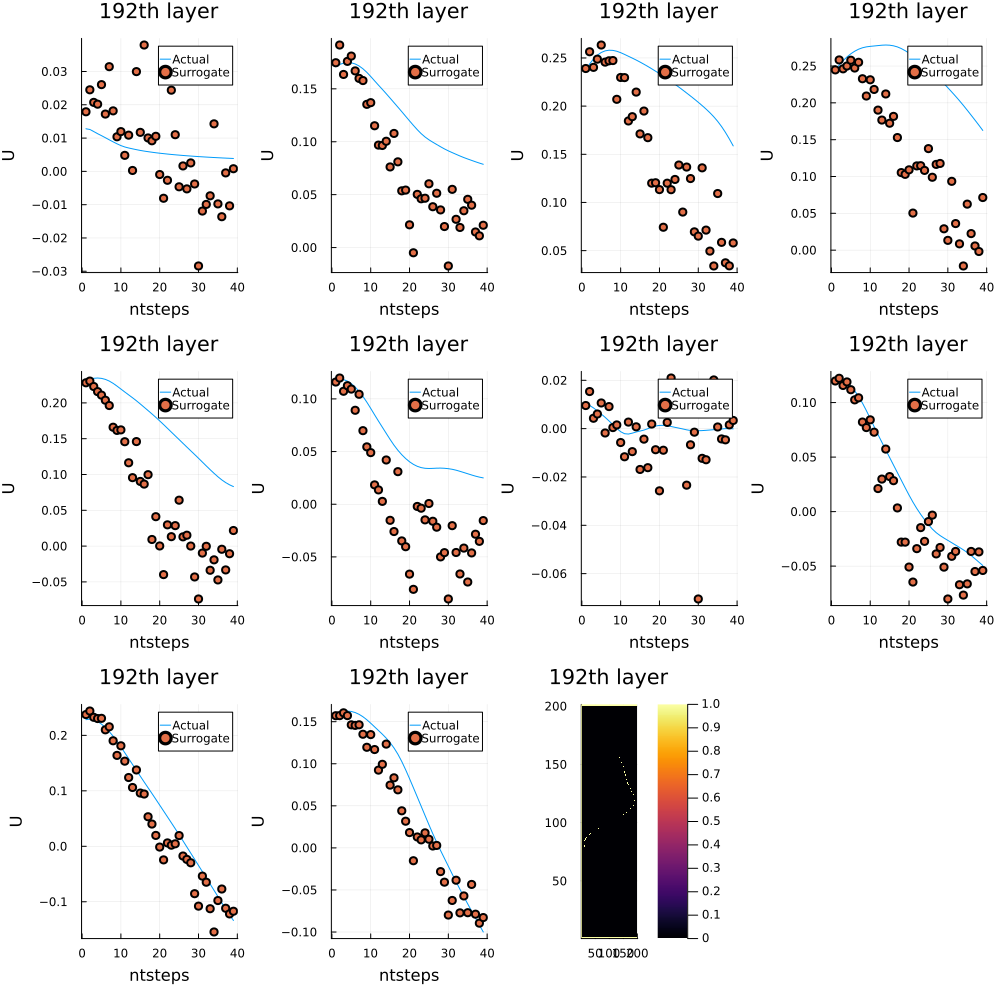 192th layer
Actual
Surrogate
0.03
0.02
0.01
0.00
−0.01
−0.02
−0.03
U
0 10 20 30 40
ntsteps
192th layer
Actual
Surrogate
0.15
0.10
0.05
0.00
U
0 10 20 30 40
ntsteps
192th layer
Actual
Surrogate
0.25
0.20
0.15
0.10
0.05
U
0 10 20 30 40
ntsteps
192th layer
Actual
Surrogate
0.25
0.20
0.15
0.10
0.05
0.00
U
0 10 20 30 40
ntsteps
192th layer
Actual
Surrogate
0.20
0.15
0.10
0.05
0.00
−0.05
U
0 10 20 30 40
ntsteps
192th layer
Actual
Surrogate
0.10
0.05
0.00
−0.05
U
0 10 20 30 40
ntsteps
192th layer
Actual
Surrogate
0.02
0.00
−0.02
−0.04
−0.06
U
0 10 20 30 40
ntsteps
192th layer
Actual
Surrogate
0.10
0.05
0.00
−0.05
U
0 10 20 30 40
ntsteps
192th layer
Actual
Surrogate
0.2
0.1
0.0
−0.1
U
0 10 20 30 40
ntsteps
192th layer
Actual
Surrogate
0.15
0.10
0.05
0.00
−0.05
−0.10
U
0 10 20 30 40
ntsteps
192th layer
200
150
100
50
50 100 150 200
1.0
0.9
0.8
0.7
0.6
0.5
0.4
0.3
0.2
0.1
0